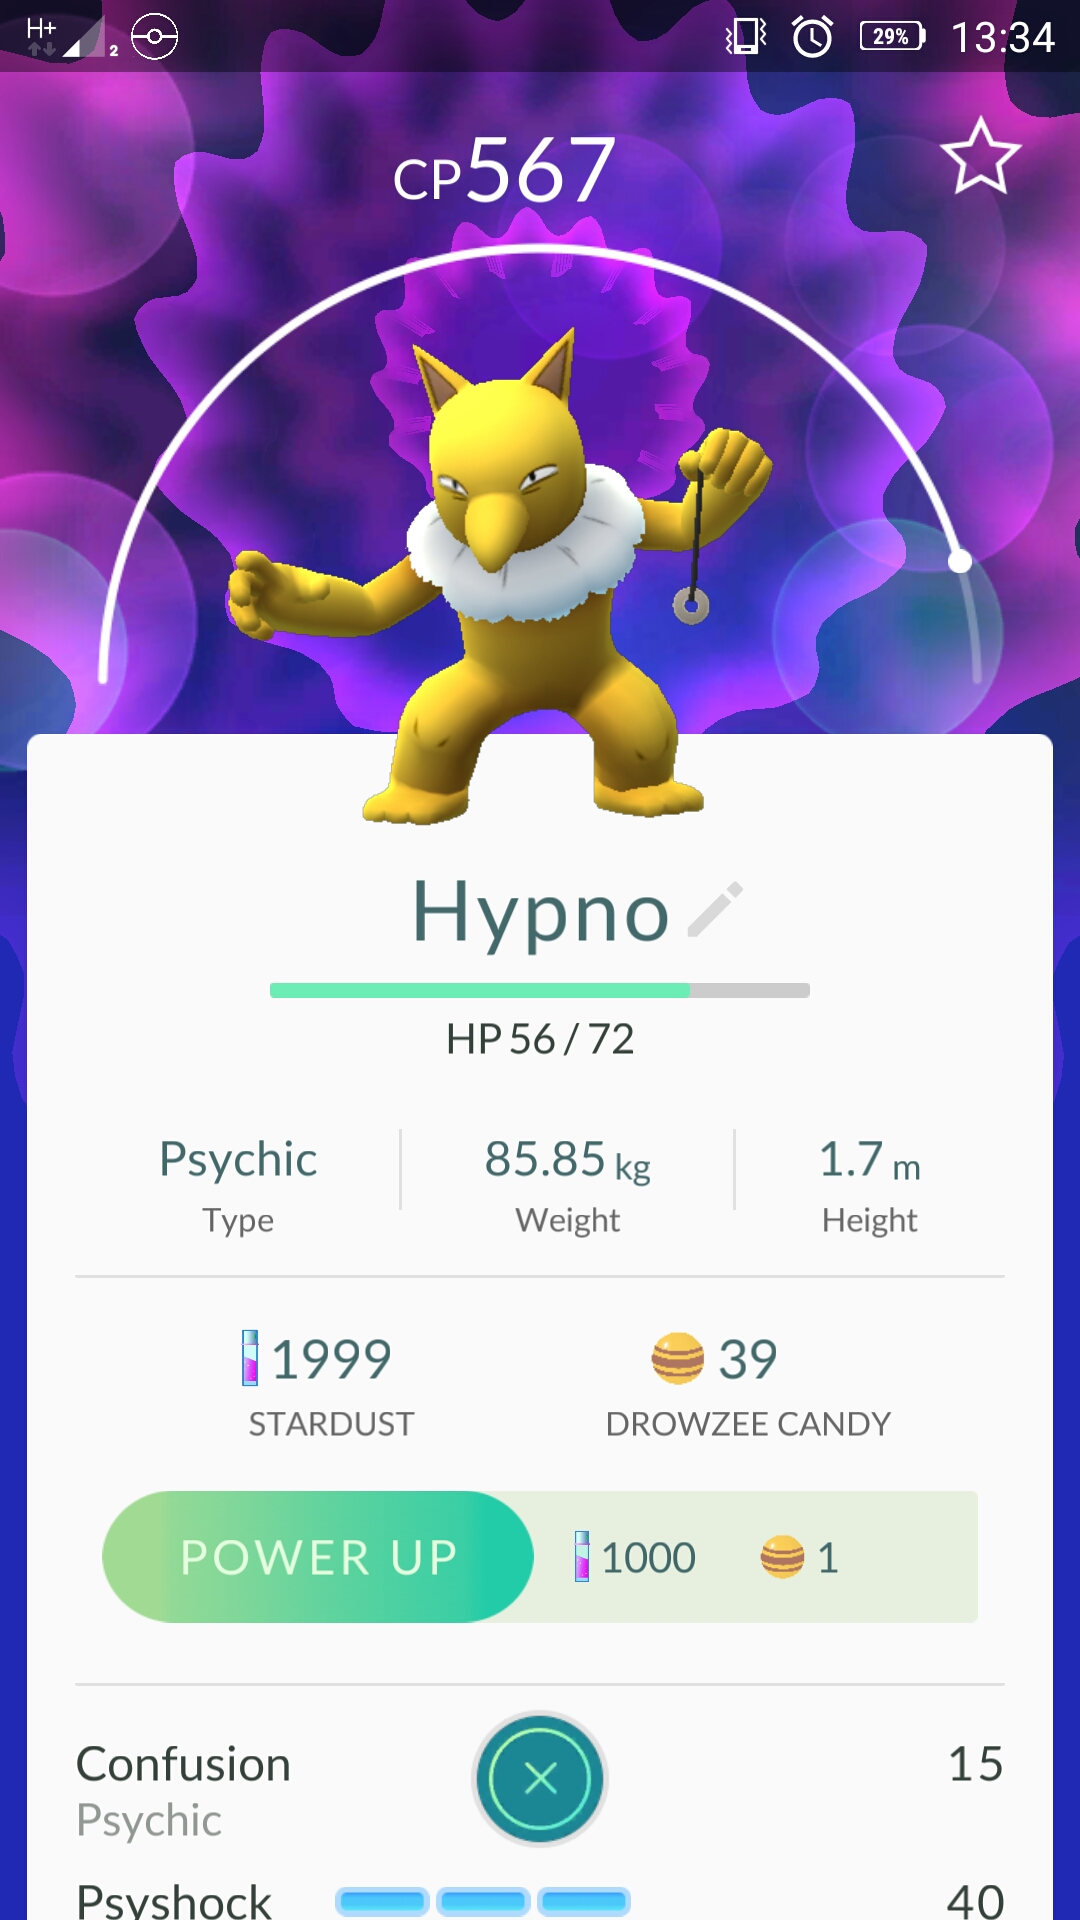 H+ 2 29% 13:34
CP567
Hypno
HP 56 / 72
Psychic 85.85 kg 1.7 m
Type Weight Height
1999 39
STARDUST DROWZEE CANDY
POWER UP 1000 1
Confusion 15
Psychic
Psyshock 40